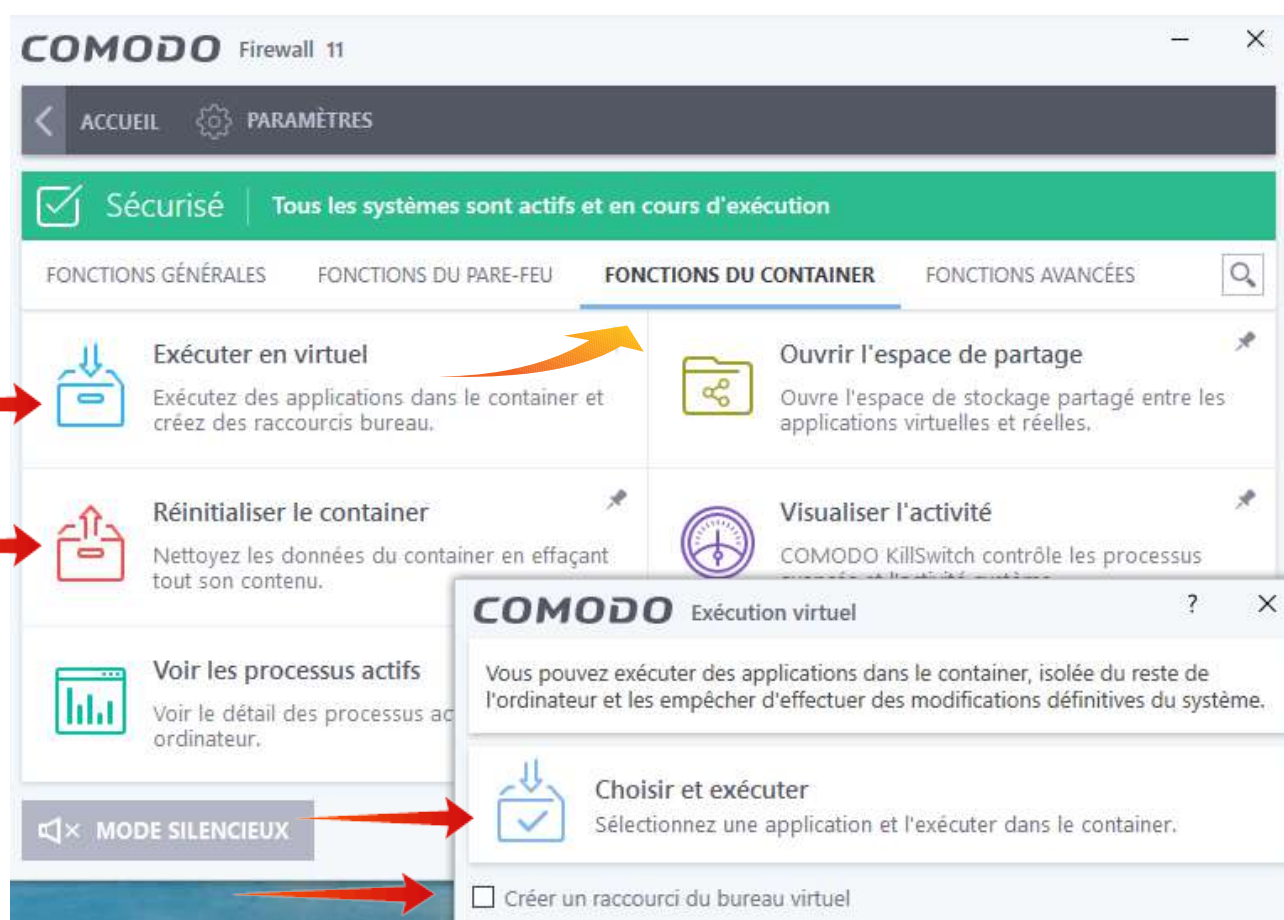 COMODO Firewall 11
ACCUEIL PARAMÈTRES
Sécurisé Tous les systèmes sont actifs et en cours d'exécution
FONCTIONS GÉNÉRALES FONCTIONS DU PARE-FEU FONCTIONS DU CONTAINER FONCTIONS AVANCÉES
Exécuter en virtuel
Exécutez des applications dans le container et
créez des raccourcis bureau.
Ouvrir l'espace de partage
Ouvre l'espace de stockage partagé entre les
applications virtuelles et réelles.
Réinitialiser le container
Nettoyez les données du container en effaçant
tout son contenu.
Visualiser l'activité
COMODO KillSwitch contrôle les processus
avancés et l'activité système.
Voir les processus actifs
Voir le détail des processus ac
ordinateur.
MODE SILENCIEUX
COMODO Exécution virtuel
?
Vous pouvez exécuter des applications dans le container, isolée du reste de
l'ordinateur et les empêcher d'effectuer des modifications définitives du système.
Choisir et exécuter
Sélectionnez une application et l'exécuter dans le container.
Créer un raccourci du bureau virtuel